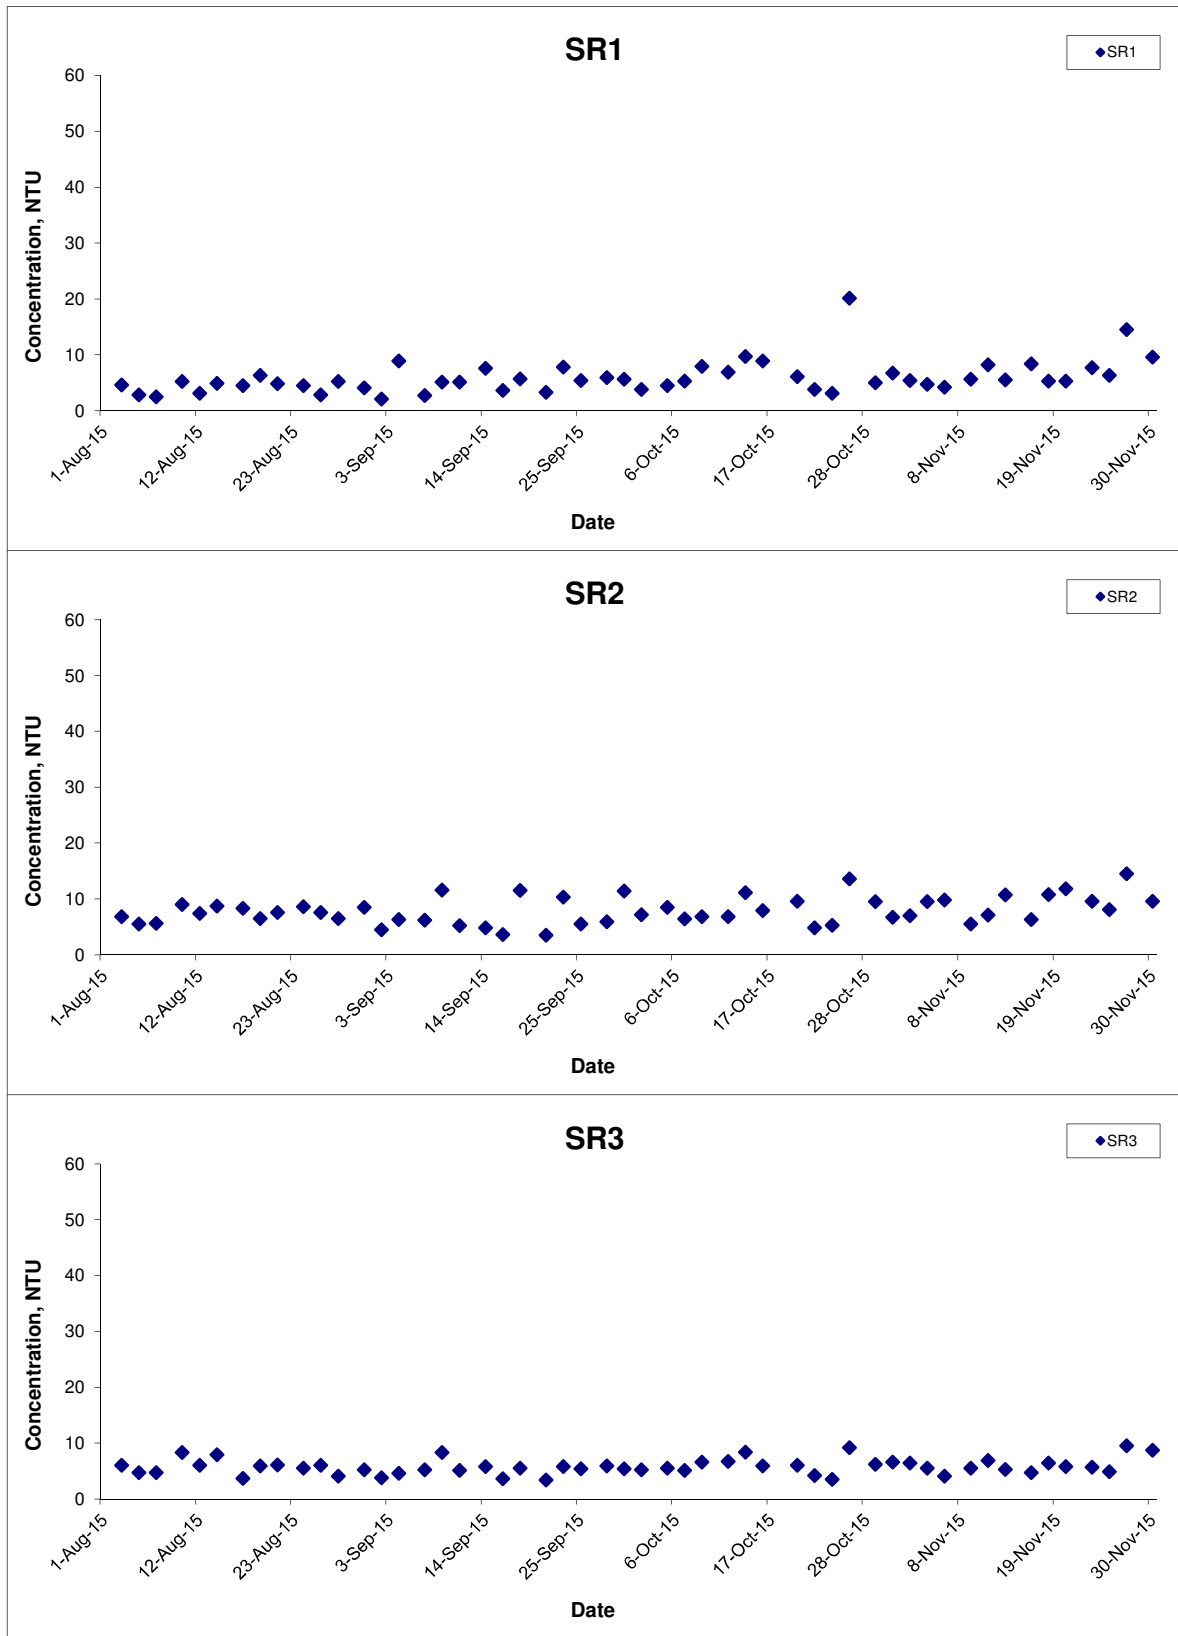 SR1
SR1
60
50
40
30
20
10
0
Concentration, NTU
1-Aug-15
12-Aug-15
23-Aug-15
3-Sep-15
14-Sep-15
25-Sep-15
6-Oct-15
17-Oct-15
28-Oct-15
8-Nov-15
19-Nov-15
30-Nov-15
Date
SR2
SR2
60
50
40
30
20
10
0
Concentration, NTU
1-Aug-15
12-Aug-15
23-Aug-15
3-Sep-15
14-Sep-15
25-Sep-15
6-Oct-15
17-Oct-15
28-Oct-15
8-Nov-15
19-Nov-15
30-Nov-15
Date
SR3
SR3
60
50
40
30
20
10
0
Concentration, NTU
1-Aug-15
12-Aug-15
23-Aug-15
3-Sep-15
14-Sep-15
25-Sep-15
6-Oct-15
17-Oct-15
28-Oct-15
8-Nov-15
19-Nov-15
30-Nov-15
Date